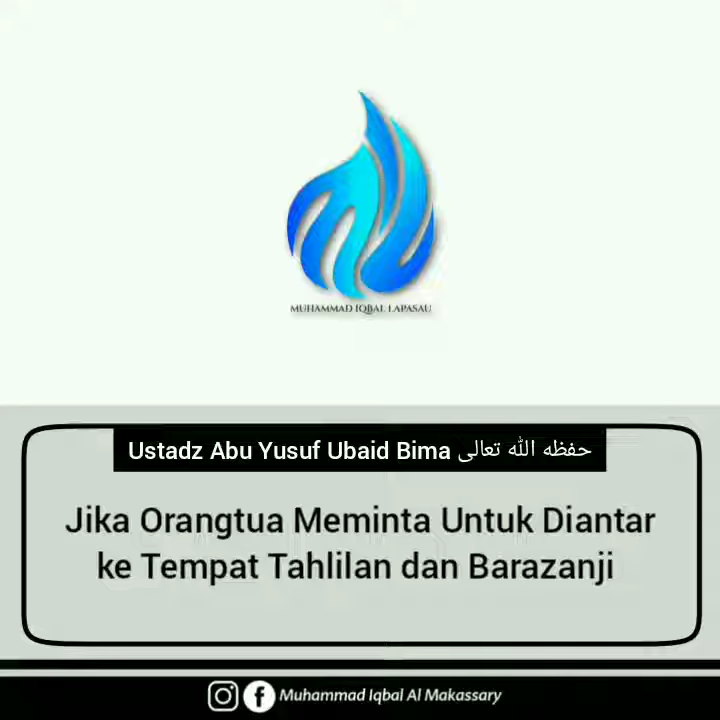 MUHAMMAD IQBAL LAPASAU
Ustadz Abu Yusuf Ubaid Bima حفظه الله تعالى
Jika Orangtua Meminta Untuk Diantar
ke Tempat Tahlilan dan Barazanji
Muhammad Iqbal Al Makassary